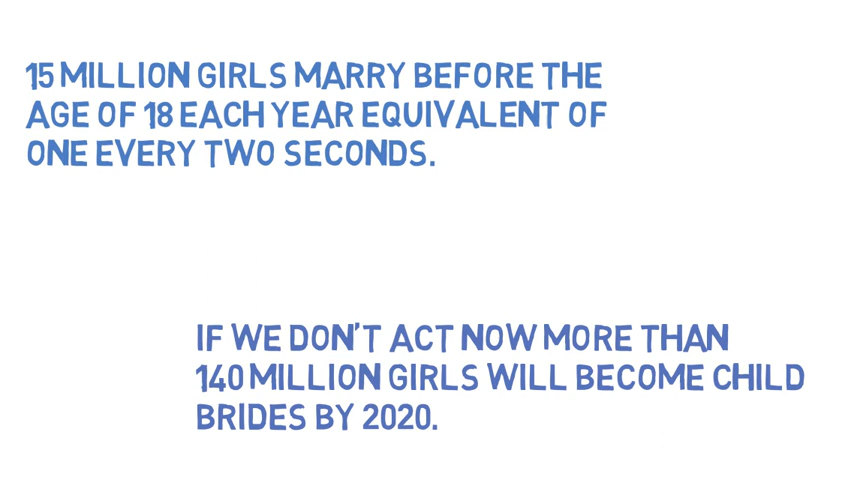 15 MILLION GIRLS MARRY BEFORE THE
AGE OF 18 EACH YEAR EQUIVALENT OF
ONE EVERY TWO SECONDS.
IF WE DON'T ACT NOW MORE THAN
140 MILLION GIRLS WILL BECOME CHILD
BRIDES BY 2020.